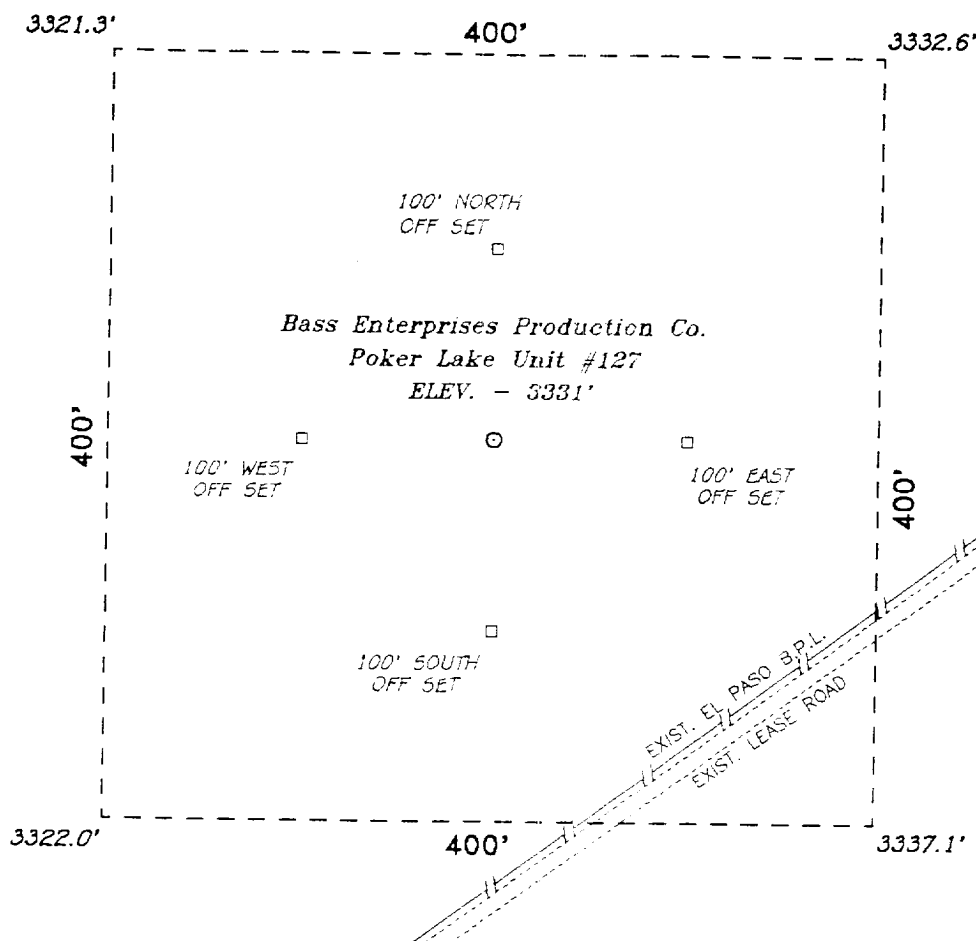 3321.3'
400'
3332.6'
100' NORTH
OFF SET
Bass Enterprises Production Co.
Poker Lake Unit #127
ELEV. - 3331'
400'
100' WEST
OFF SET
100' EAST
OFF SET
400'
100' SOUTH
OFF SET
EXIST. EL PASO B.P.L.
EXIST. LEASE ROAD
3322.0'
400'
3337.1'